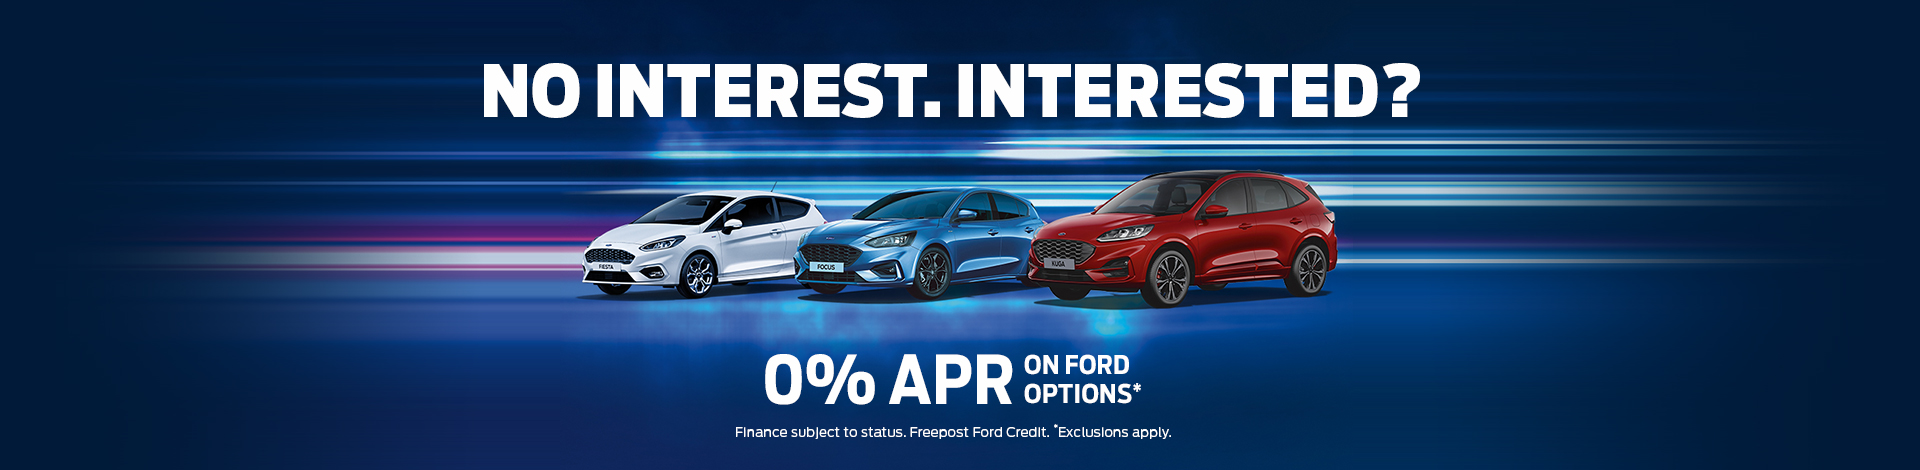 NO INTEREST. INTERESTED?
FIESTA
FOCUS
KUGA
0% APR ON FORD
OPTIONS*
Finance subject to status. Freepost Ford Credit. *Exclusions apply.